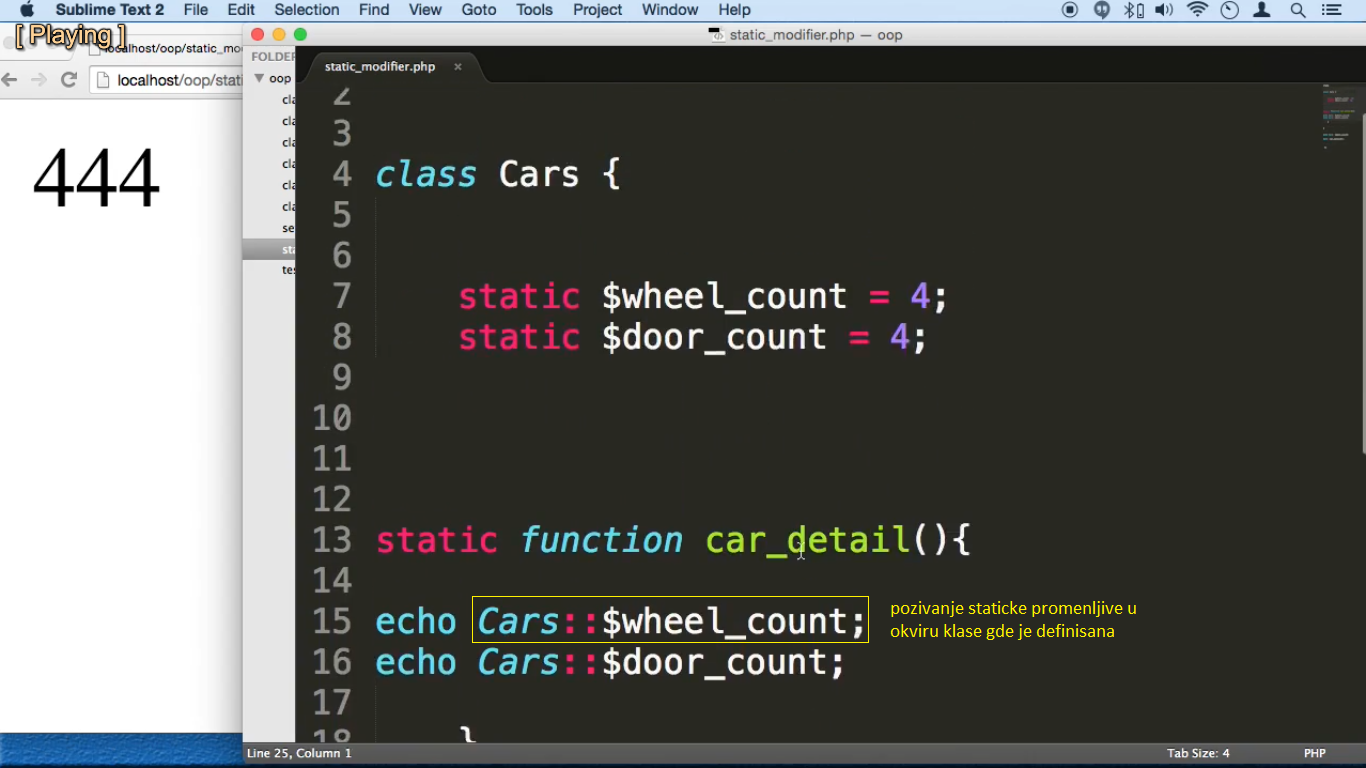 Sublime Text 2 File Edit Selection Find View Goto Tools Project Window Help
[ Playing ]
localhost/oop/static_mo
localhost/oop/stati
444
static_modifier.php — oop
FOLDER
oop
cla
cla
cla
cla
cla
cla
se
sta
tes
static_modifier.php ×
2
3
4 class Cars {
5
6
7 static $wheel_count = 4;
8 static $door_count = 4;
9
10
11
12
13 static function car_detail(){
14
15 echo Cars::$wheel_count;
16 echo Cars::$door_count;
17
18 }
pozivanje staticke promenljive u
okviru klase gde je definisana
Line 25, Column 1
Tab Size: 4
PHP